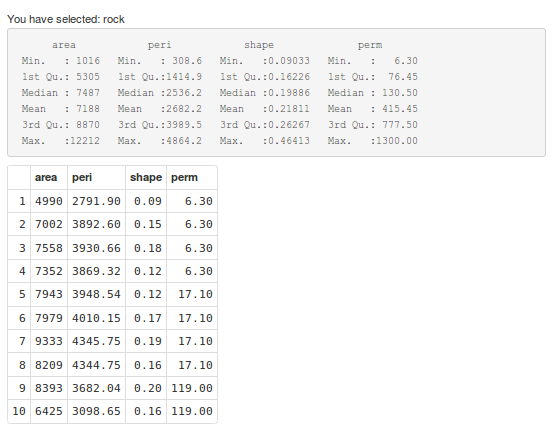 You have selected: rock
area peri shape perm
Min. : 1016 Min. : 308.6 Min. :0.09033 Min. : 6.30
1st Qu.: 5305 1st Qu.:1414.9 1st Qu.:0.16226 1st Qu.: 76.45
Median : 7487 Median :2536.2 Median :0.19886 Median : 130.50
Mean : 7188 Mean :2682.2 Mean :0.21811 Mean : 415.45
3rd Qu.: 8870 3rd Qu.:3989.5 3rd Qu.:0.26267 3rd Qu.: 777.50
Max. :12212 Max. :4864.2 Max. :0.46413 Max. :1300.00
area peri shape perm
1 4990 2791.90 0.09 6.30
2 7002 3892.60 0.15 6.30
3 7558 3930.66 0.18 6.30
4 7352 3869.32 0.12 6.30
5 7943 3948.54 0.12 17.10
6 7979 4010.15 0.17 17.10
7 9333 4345.75 0.19 17.10
8 8209 4344.75 0.16 17.10
9 8393 3682.04 0.20 119.00
10 6425 3098.65 0.16 119.00